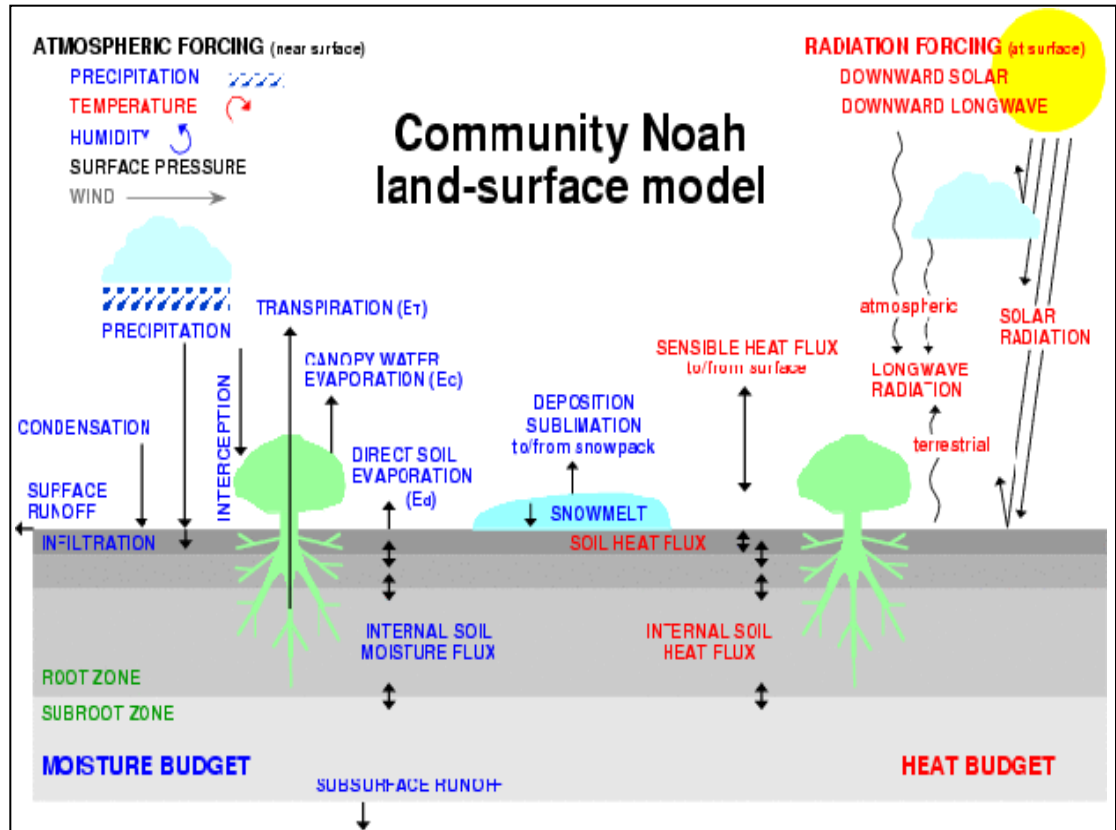 ATMOSPHERIC FORCING (near surface)
PRECIPITATION
TEMPERATURE
HUMIDITY
SURFACE PRESSURE
WIND
Community Noah
land-surface model
RADIATION FORCING (at surface)
DOWNWARD SOLAR
DOWNWARD LONGWAVE
PRECIPITATION
TRANSPIRATION (ET)
CANOPY WATER
EVAPORATION (EC)
INTERCEPTION
CONDENSATION
DIRECT SOIL
EVAPORATION
(Ed)
SURFACE
RUNOFF
INFILTRATION
DEPOSITION
SUBLIMATION
to/from snowpack
SNOWMELT
SENSIBLE HEAT FLUX
to/from surface
atmospheric
LONGWAVE
RADIATION
terrestrial
SOLAR
RADIATION
SOIL HEAT FLUX
INTERNAL SOIL
MOISTURE FLUX
INTERNAL SOIL
HEAT FLUX
ROOT ZONE
SUBROOT ZONE
MOISTURE BUDGET
HEAT BUDGET
SUBSURFACE RUNOFF